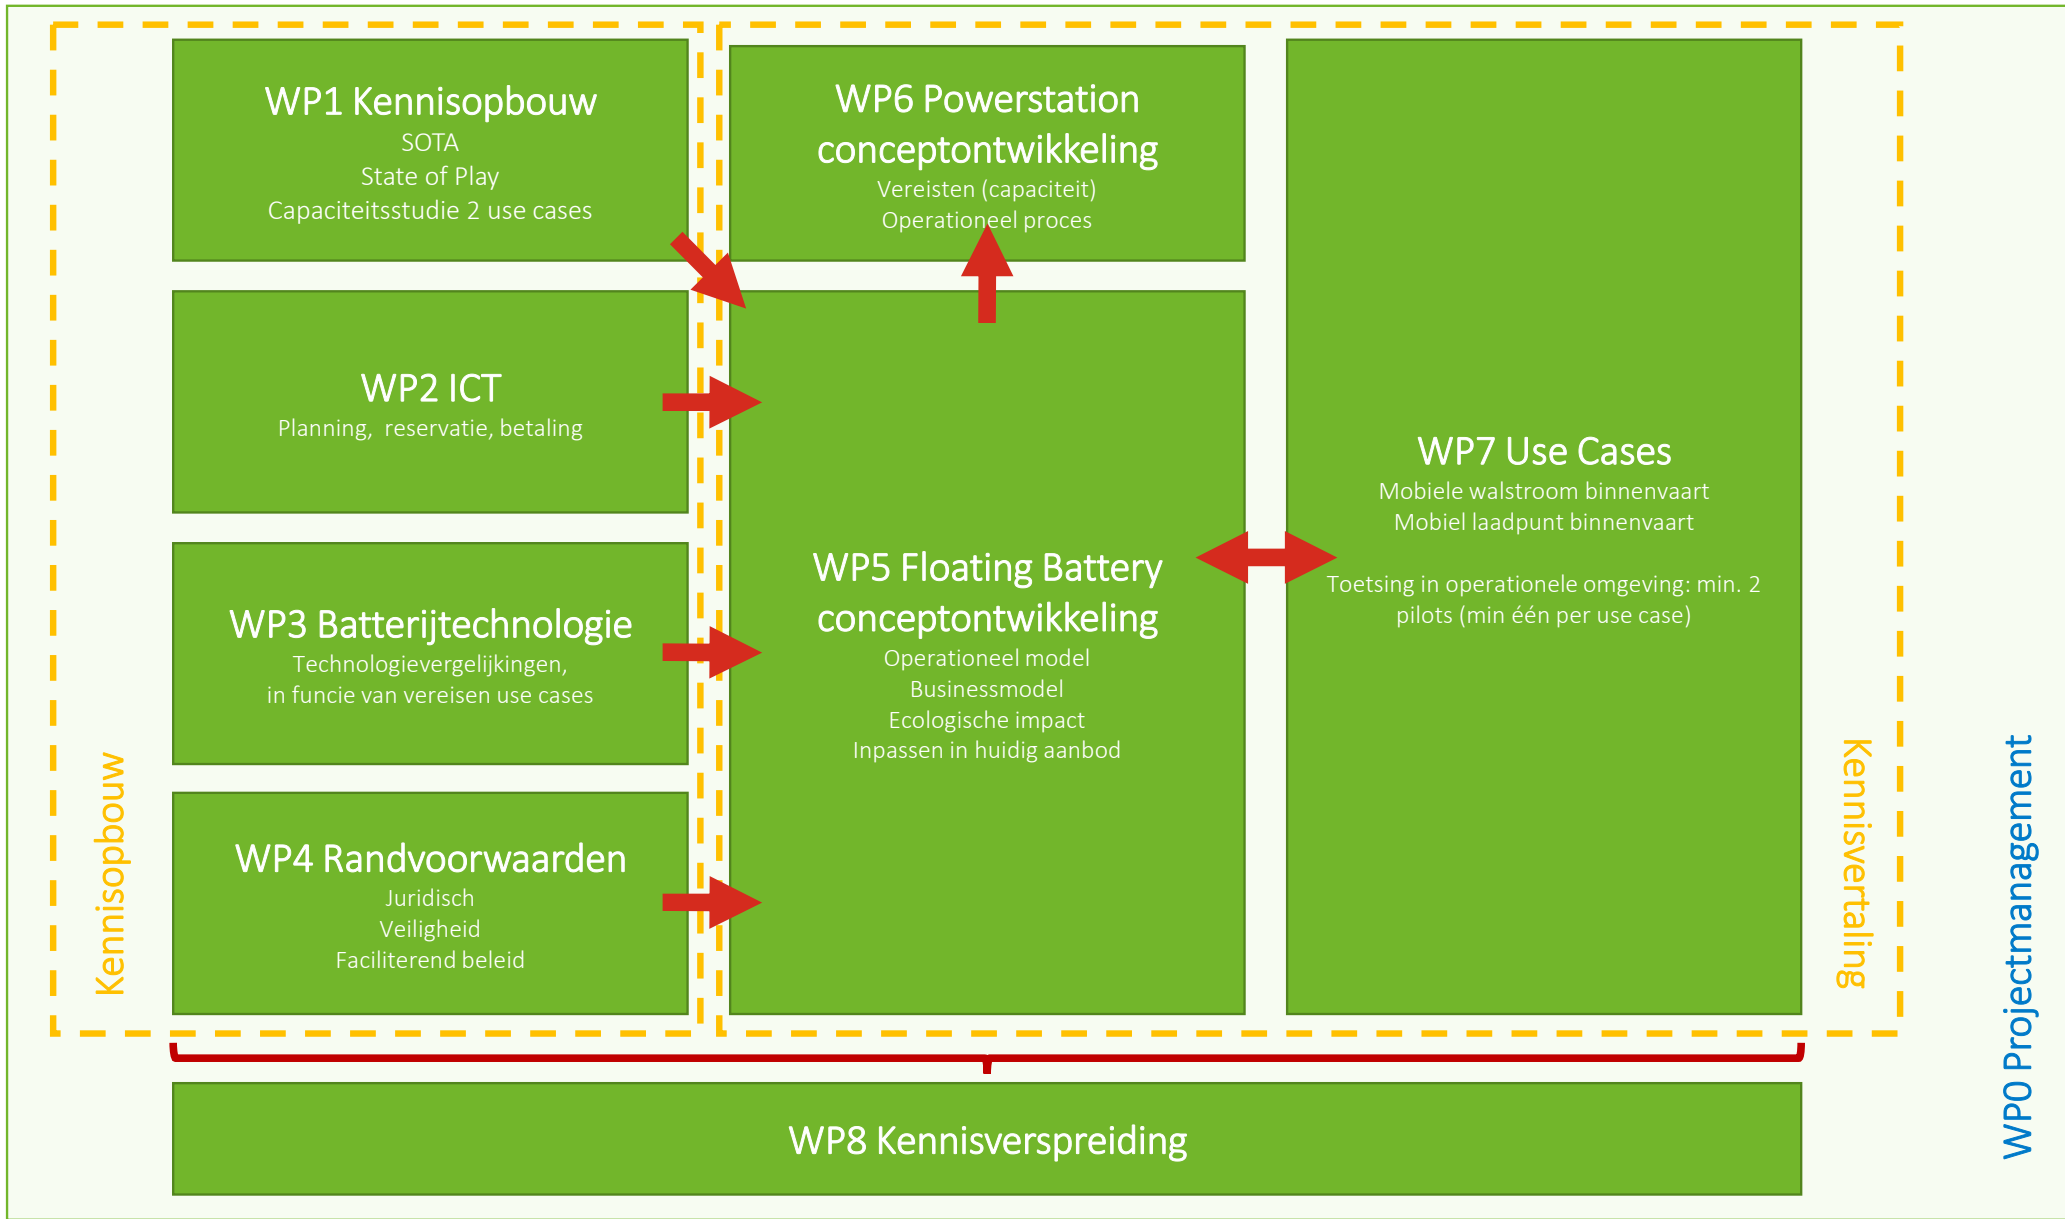 WP1 Kennisopbouw
SOTA
State of Play
Capaciteitsstudie 2 use cases
WP2 ICT
Planning, reservatie, betaling
WP3 Batterijtechnologie
Technologievergelijkingen,
in funcie van vereisen use cases
WP4 Randvoorwaarden
Juridisch
Veiligheid
Faciliterend beleid
Kennisopbouw
WP6 Powerstation
conceptontwikkeling
Vereisten (capaciteit)
Operationeel proces
WP5 Floating Battery
conceptontwikkeling
Operationeel model
Businessmodel
Ecologische impact
Inpassen in huidig aanbod
WP7 Use Cases
Mobiele walstroom binnenvaart
Mobiel laadpunt binnenvaart
Toetsing in operationele omgeving: min. 2
pilots (min één per use case)
Kennisvertaling
WP0 Projectmanagement
WP8 Kennisverspreiding